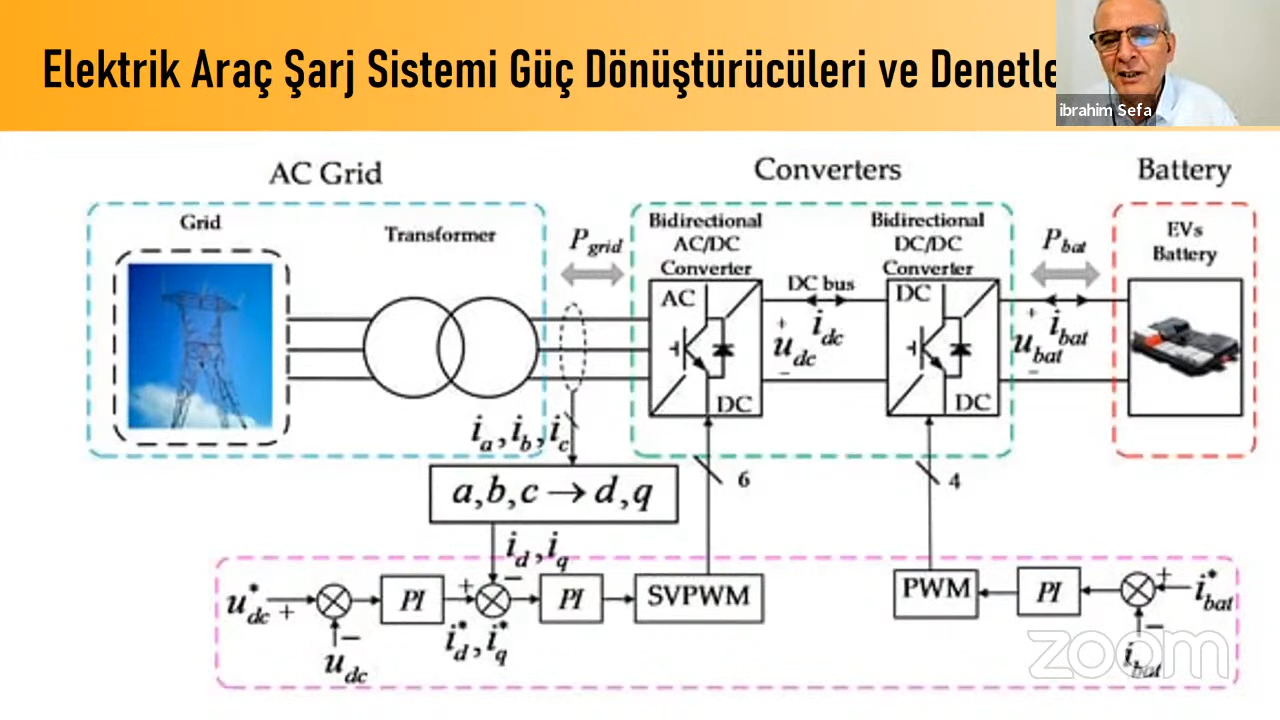 Elektrik Araç Şarj Sistemi Güç Dönüştürücüleri ve Denetle
ibrahim Sefa
AC Grid
Converters
Battery
Grid
Transformer
P_grid
Bidirectional
AC/DC
Converter
Bidirectional
DC/DC
Converter
P_bat
EVs
Battery
AC
DC
DC bus
+
u_dc
−
i_dc
DC
DC
+
u_bat
−
i_bat
i_a, i_b, i_c
a,b,c → d,q
6
4
i_d, i_q
u*_dc +
−
u_dc
PI
+
−
i*_d, i*_q
PI
SVPWM
PWM
PI
+
i*_bat
−
i_bat
zoom